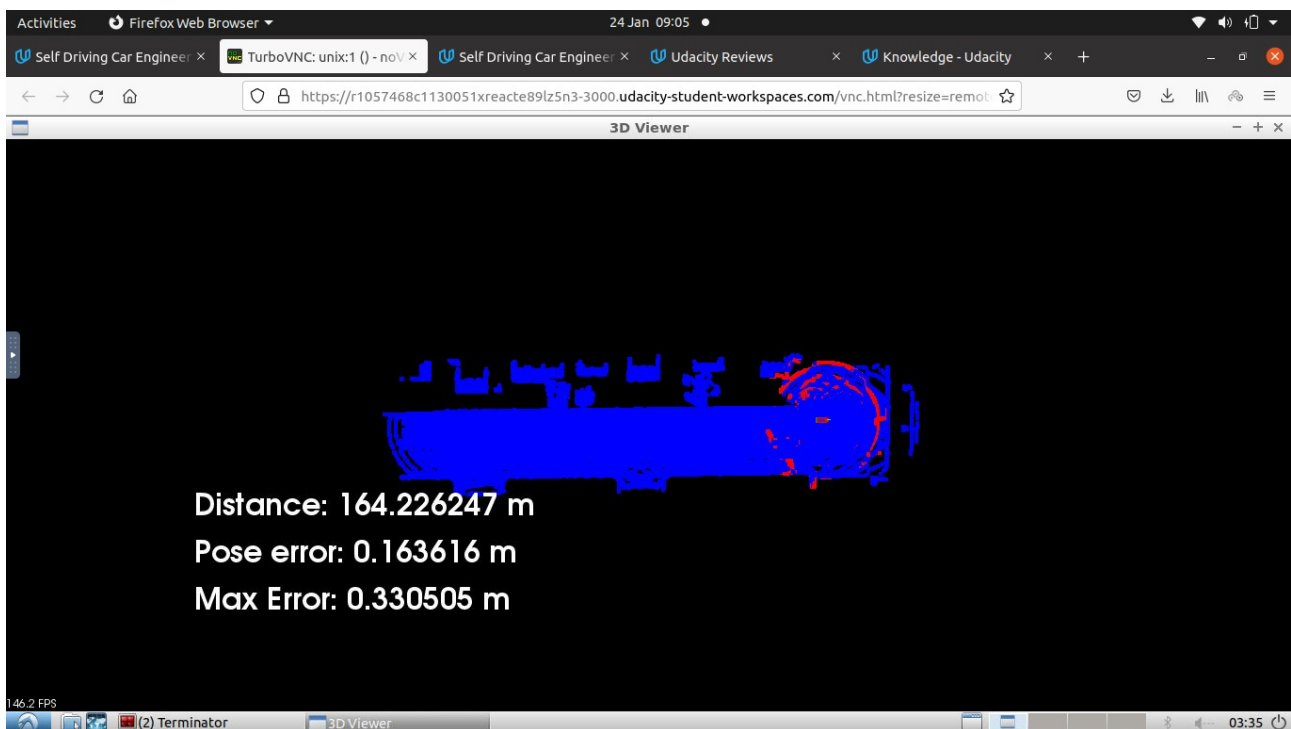 Activities Firefox Web Browser 24 Jan 09:05
Self Driving Car Engineer TurboVNC: unix:1 () - noV Self Driving Car Engineer Udacity Reviews Knowledge - Udacity
https://r1057468c1130051xreacte89lz5n3-3000.udacity-student-workspaces.com/vnc.html?resize=remot
3D Viewer
Distance: 164.226247 m
Pose error: 0.163616 m
Max Error: 0.330505 m
146.2 FPS
(2) Terminator 3D Viewer 03:35